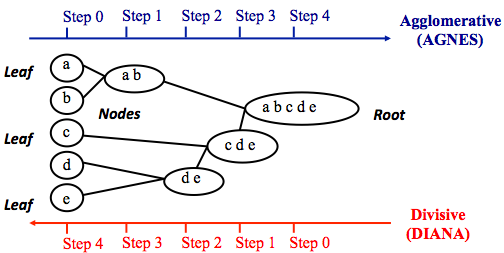 Step 0 Step 1 Step 2 Step 3 Step 4
Agglomerative
(AGNES)
Leaf
a
a b
b
Nodes
a b c d e
Root
Leaf
c
c d e
d
d e
Leaf
e
Step 4 Step 3 Step 2 Step 1 Step 0
Divisive
(DIANA)